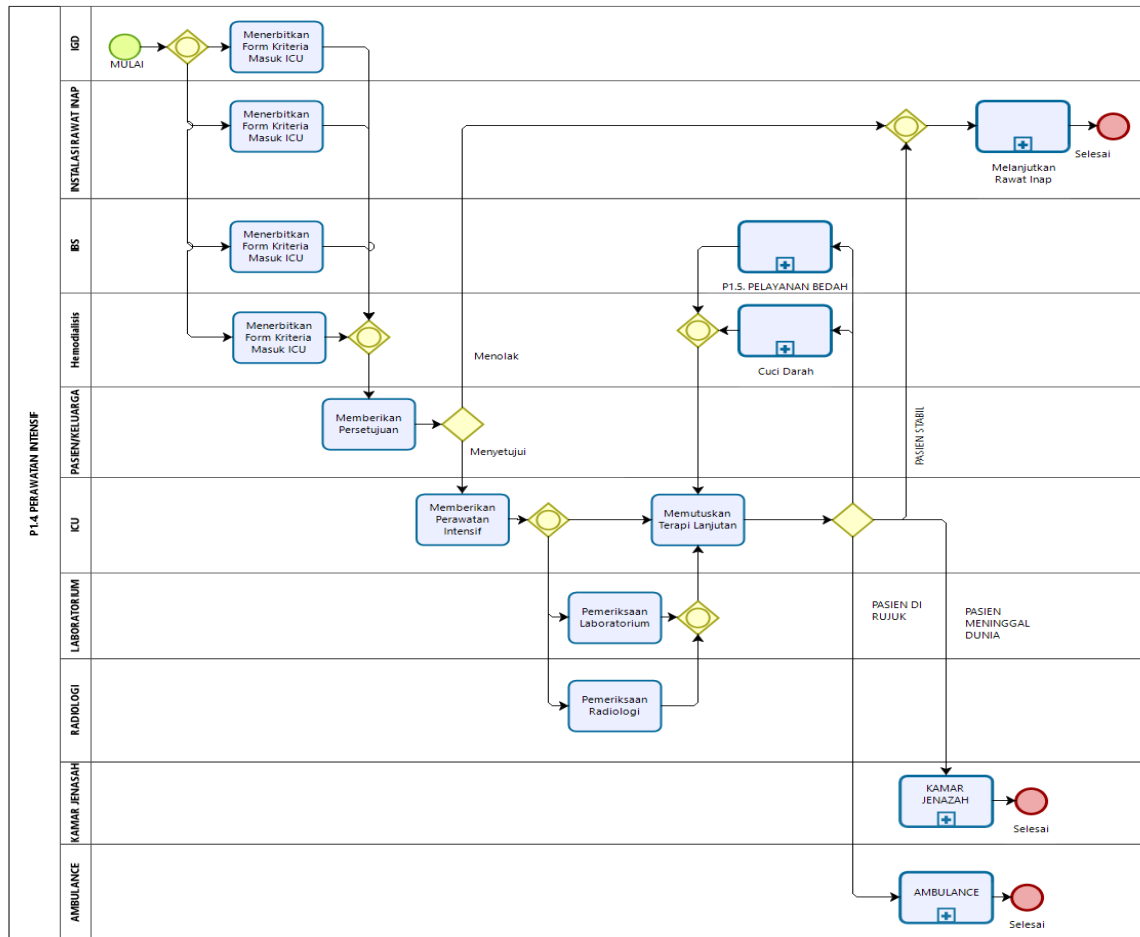 P1.4 PERAWATAN INTENSIF
IGD
MULAI
Menerbitkan
Form Kriteria
Masuk ICU
INSTALASI RAWAT INAP
Menerbitkan
Form Kriteria
Masuk ICU
Melanjutkan
Rawat Inap
Selesai
IBS
Menerbitkan
Form Kriteria
Masuk ICU
P1.5. PELAYANAN BEDAH
Hemodialisis
Menerbitkan
Form Kriteria
Masuk ICU
Menolak
Cuci Darah
PASIEN/KELUARGA
Memberikan
Persetujuan
Menyetujui
PASIEN STABIL
ICU
Memberikan
Perawatan
Intensif
Memutuskan
Terapi Lanjutan
LABORATORIUM
Pemeriksaan
Laboratorium
PASIEN DI
RUJUK
PASIEN
MENINGGAL
DUNIA
RADIOLOGI
Pemeriksaan
Radiologi
KAMAR JENASAH
KAMAR
JENAZAH
Selesai
AMBULANCE
AMBULANCE
Selesai